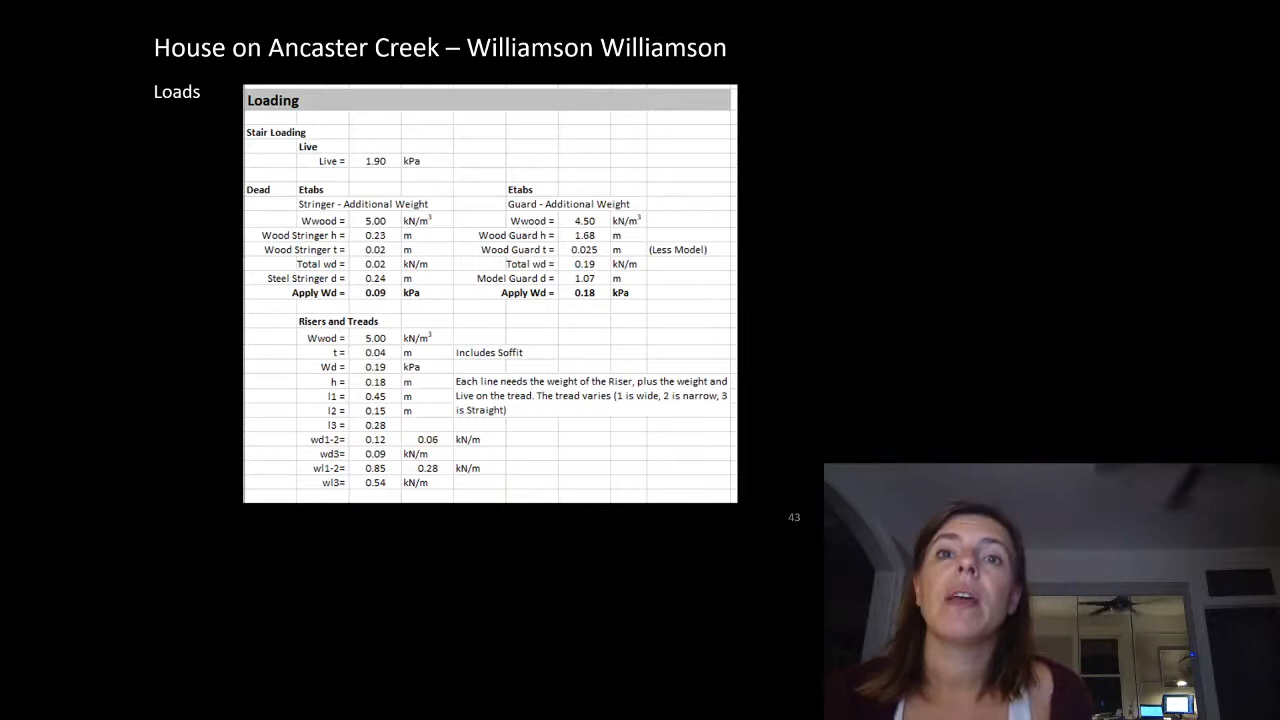 House on Ancaster Creek – Williamson Williamson
Loads
Loading
Stair Loading
Live
Live = 1.90 kPa
Dead Etabs Etabs
Stringer - Additional Weight Guard - Additional Weight
Wwood = 5.00 kN/m³ Wwood = 4.50 kN/m³
Wood Stringer h = 0.23 m Wood Guard h = 1.68 m
Wood Stringer t = 0.02 m Wood Guard t = 0.025 m (Less Model)
Total wd = 0.02 kN/m Total wd = 0.19 kN/m
Steel Stringer d = 0.24 m Model Guard d = 1.07 m
Apply Wd = 0.09 kPa Apply Wd = 0.18 kPa
Risers and Treads
Wwod = 5.00 kN/m³
t = 0.04 m Includes Soffit
Wd = 0.19 kPa
h = 0.18 m Each line needs the weight of the Riser, plus the weight and
l1 = 0.45 m Live on the tread. The tread varies (1 is wide, 2 is narrow, 3
l2 = 0.15 m is Straight)
l3 = 0.28
wd1-2= 0.12 0.06 kN/m
wd3= 0.09 kN/m
wl1-2= 0.85 0.28 kN/m
wl3= 0.54 kN/m
43